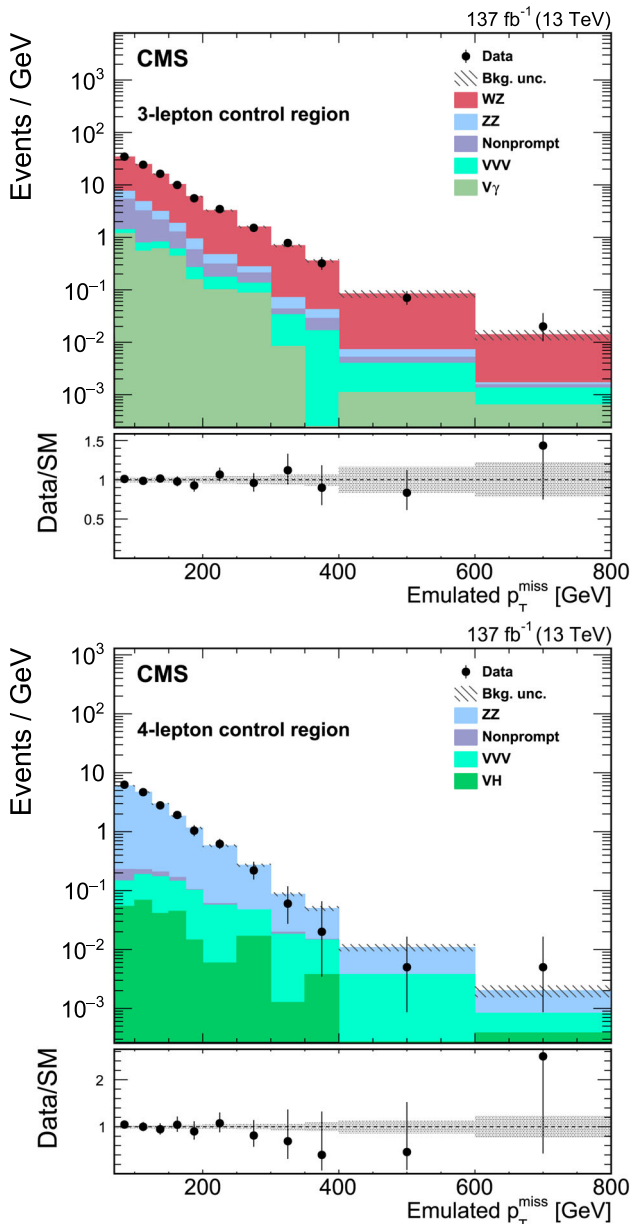 137 fb⁻¹ (13 TeV)
CMS
3-lepton control region
Data
Bkg. unc.
WZ
ZZ
Nonprompt
VVV
Vγ
Events / GeV
10³
10²
10
1
10⁻¹
10⁻²
10⁻³
Data/SM
1.5
1
0.5
200 400 600 800
Emulated p_T^miss [GeV]
137 fb⁻¹ (13 TeV)
CMS
4-lepton control region
Data
Bkg. unc.
ZZ
Nonprompt
VVV
VH
Events / GeV
10³
10²
10
1
10⁻¹
10⁻²
10⁻³
Data/SM
2
1
200 400 600 800
Emulated p_T^miss [GeV]